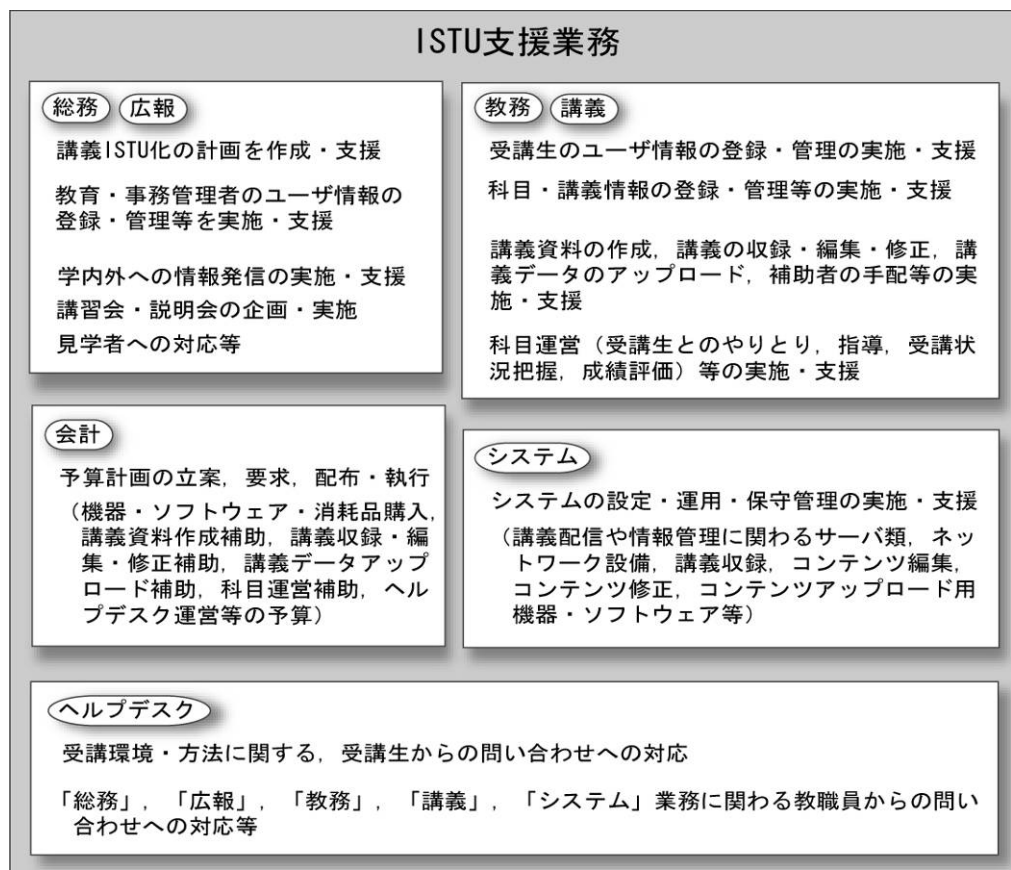 ISTU支援業務
総務 広報
講義ISTU化の計画を作成・支援
教育・事務管理者のユーザ情報の
登録・管理等を実施・支援
学内外への情報発信の実施・支援
講習会・説明会の企画・実施
見学者への対応等
教務 講義
受講生のユーザ情報の登録・管理の実施・支援
科目・講義情報の登録・管理等の実施・支援
講義資料の作成，講義の収録・編集・修正，講
義データのアップロード，補助者の手配等の実
施・支援
科目運営（受講生とのやりとり，指導，受講状
況把握，成績評価）等の実施・支援
会計
予算計画の立案，要求，配布・執行
（機器・ソフトウェア・消耗品購入，
講義資料作成補助，講義収録・編
集・修正補助，講義データアップ
ロード補助，科目運営補助，ヘル
プデスク運営等の予算）
システム
システムの設定・運用・保守管理の実施・支援
（講義配信や情報管理に関わるサーバ類，ネッ
トワーク設備，講義収録，コンテンツ編集，
コンテンツ修正，コンテンツアップロード用
機器・ソフトウェア等）
ヘルプデスク
受講環境・方法に関する，受講生からの問い合わせへの対応
「総務」，「広報」，「教務」，「講義」，「システム」業務に関わる教職員からの問い
合わせへの対応等